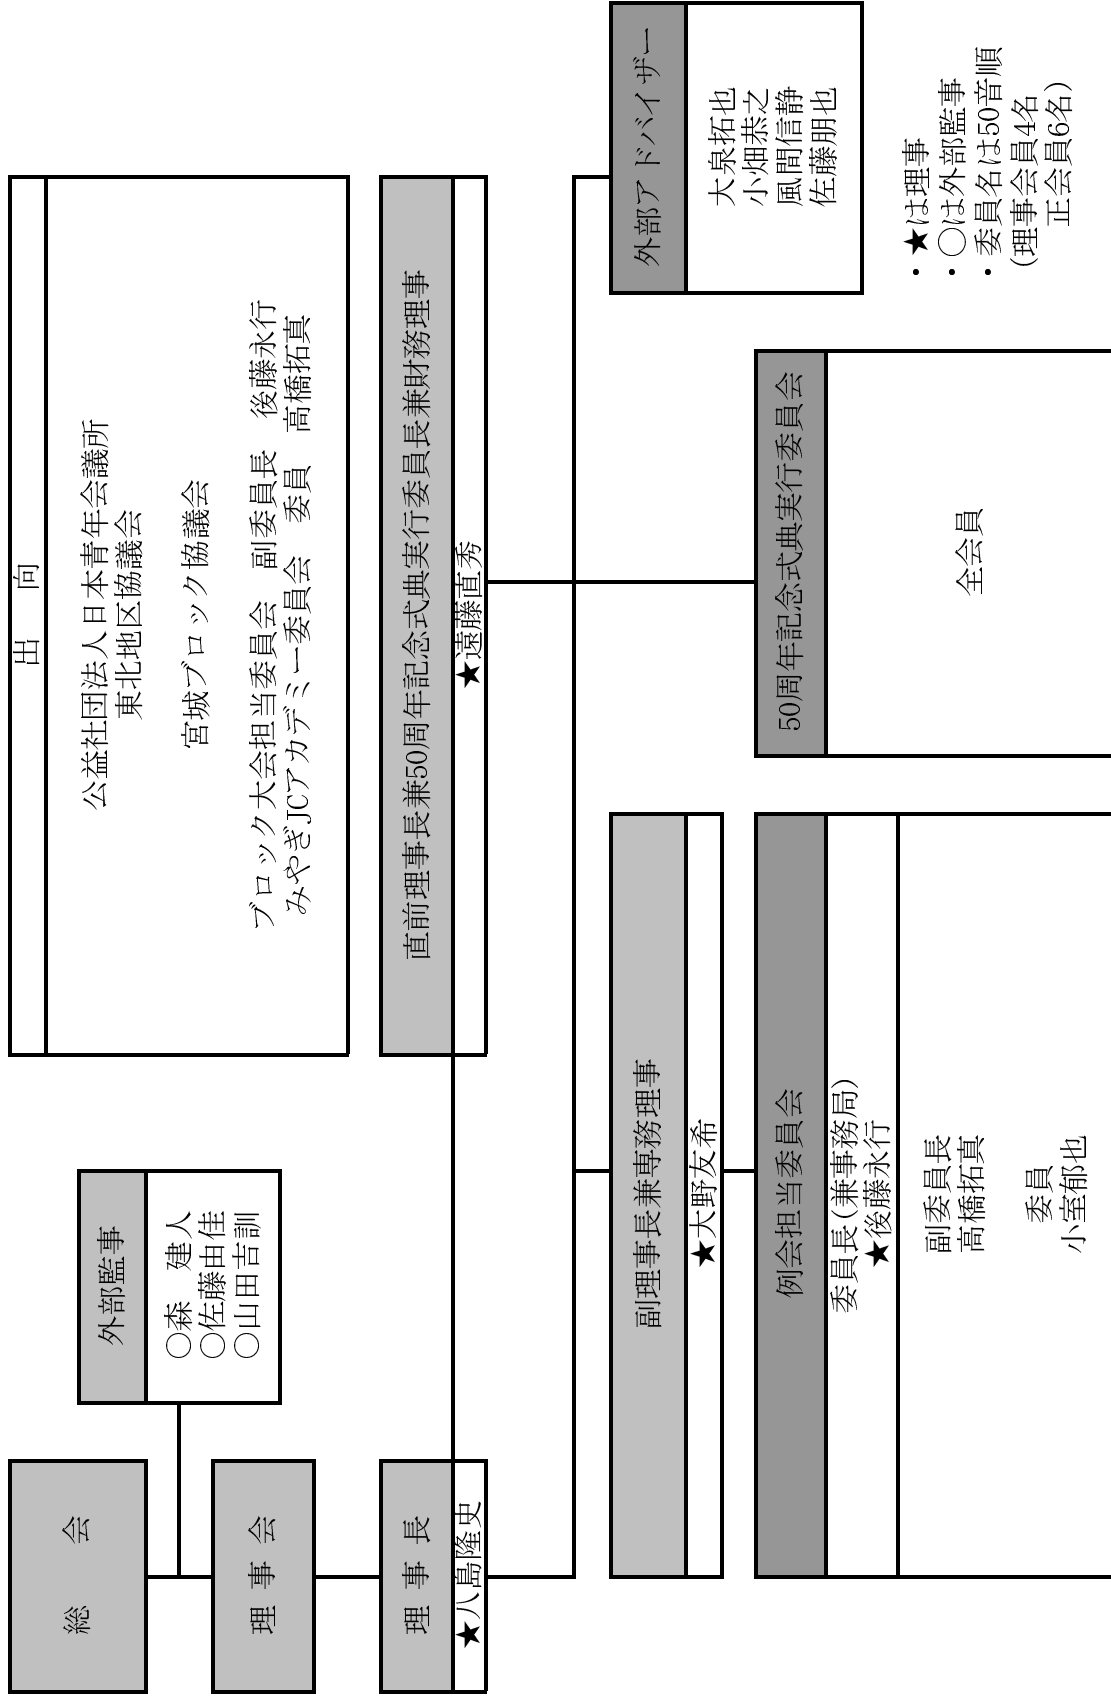 総　会
外部監事
○森　建人
○佐藤由佳
○山田吉訓
理 事 会
理 事 長
★八島隆史
出　向
公益社団法人日本青年会議所
東北地区協議会
宮城ブロック協議会
ブロック大会担当委員会　副委員長　後藤永行
みやぎJCアカデミー委員会　委員　高橋拓真
直前理事長兼50周年記念式典実行委員長兼財務理事
★遠藤直秀
副理事長兼専務理事
★大野友希
例会担当委員会
委員長(兼事務局)
★後藤永行
副委員長
高橋拓真
委員
小室郁也
50周年記念式典実行委員会
全会員
外部アドバイザー
大泉拓也
小畑恭之
風間信静
佐藤朋也
・★は理事
・○は外部監事
・委員名は50音順
(理事会員4名
正会員6名)